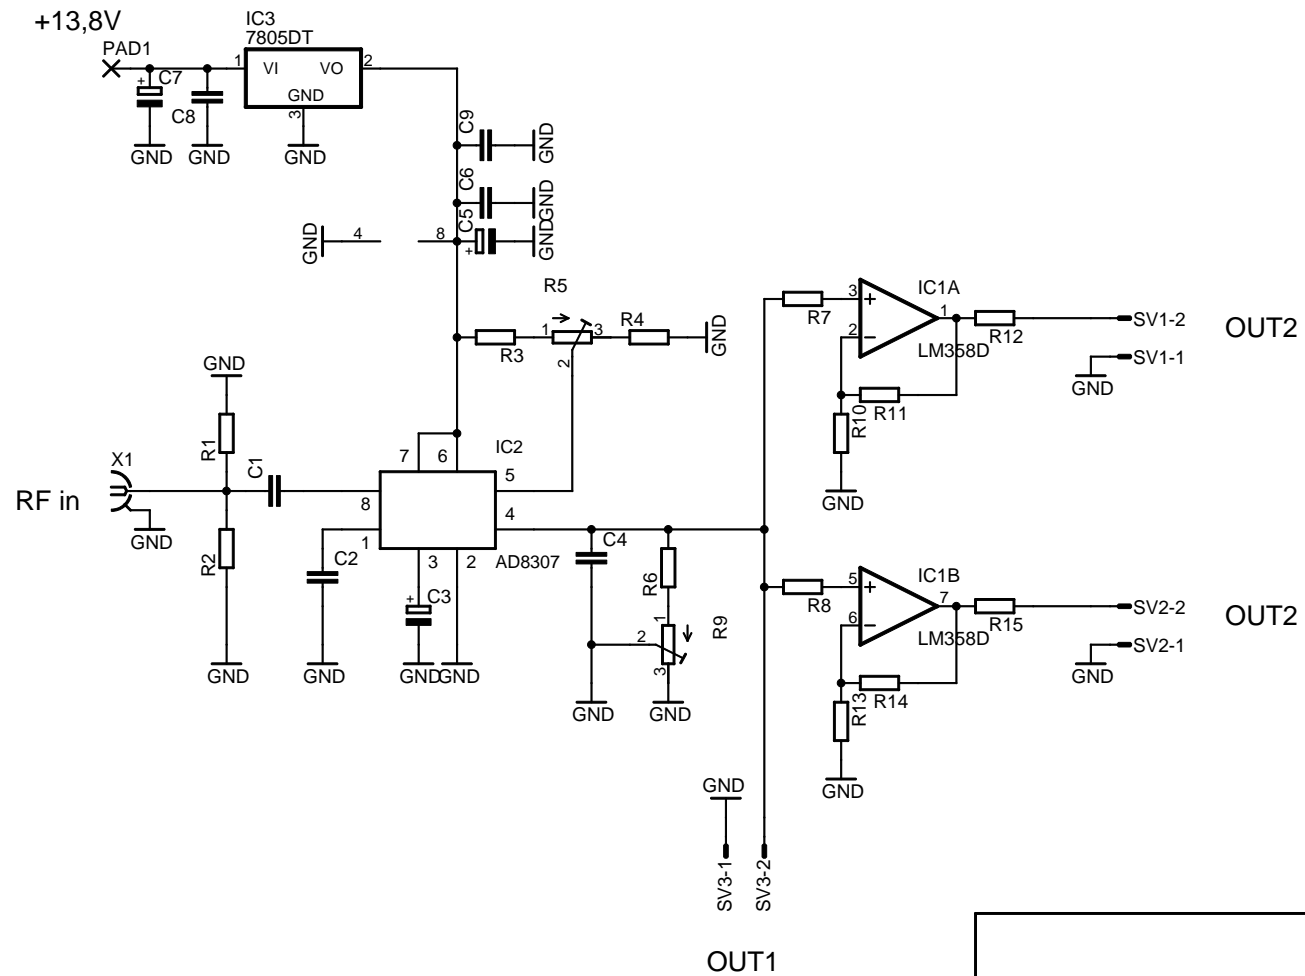 +13,8V
IC3
7805DT
PAD1
1
VI
VO
2
GND
3
C7
+
C8
GND
GND
GND
C9
GND
C6
GND
C5
+
GND
GND
4
8
R5
R3
1
3
2
R4
GND
R7
3
+
2
−
IC1A
1
LM358D
R12
SV1-2
OUT2
SV1-1
GND
R11
R10
GND
GND
R1
X1
RF in
GND
C1
R2
GND
IC2
7
6
5
8
4
1
3
2
AD8307
C2
GND
+
C3
GND
GND
C4
R6
1
2
3
R9
GND
GND
R8
5
+
6
−
IC1B
7
LM358D
R15
SV2-2
OUT2
SV2-1
GND
R14
R13
GND
GND
SV3-1
SV3-2
OUT1